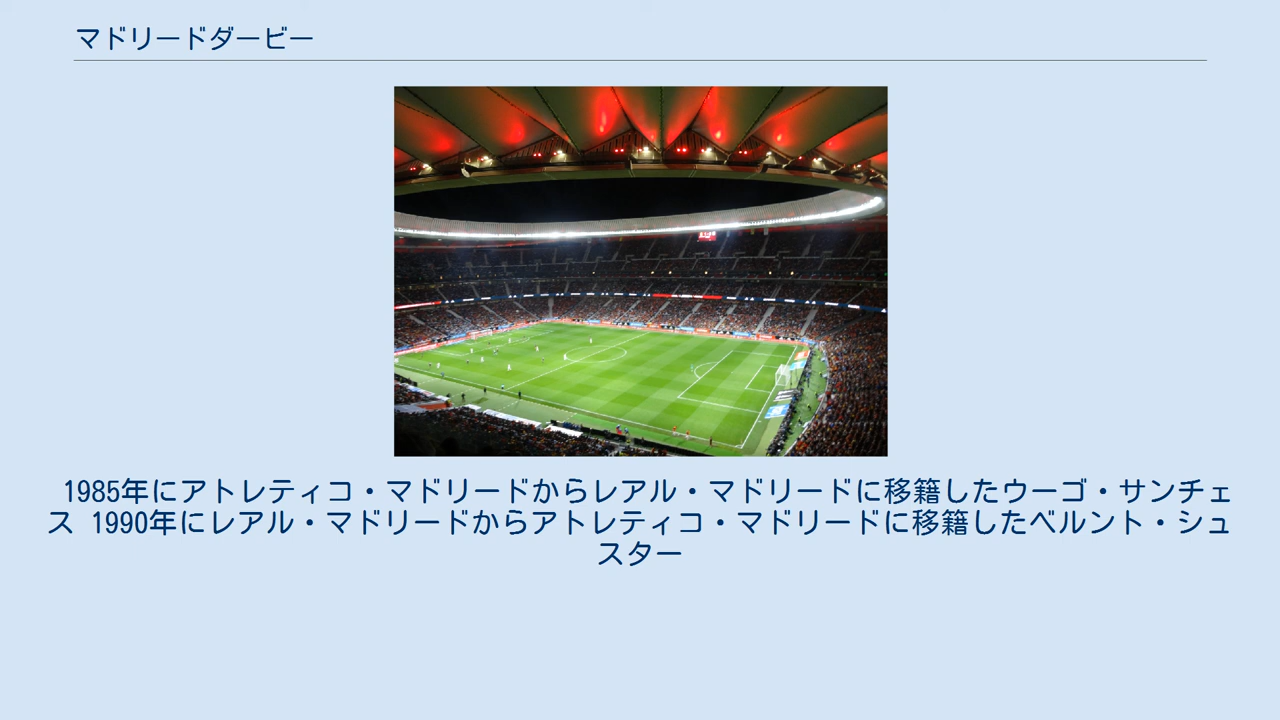 マドリードダービー
1985年にアトレティコ・マドリードからレアル・マドリードに移籍したウーゴ・サンチェ
ス 1990年にレアル・マドリードからアトレティコ・マドリードに移籍したベルント・シュ
スター